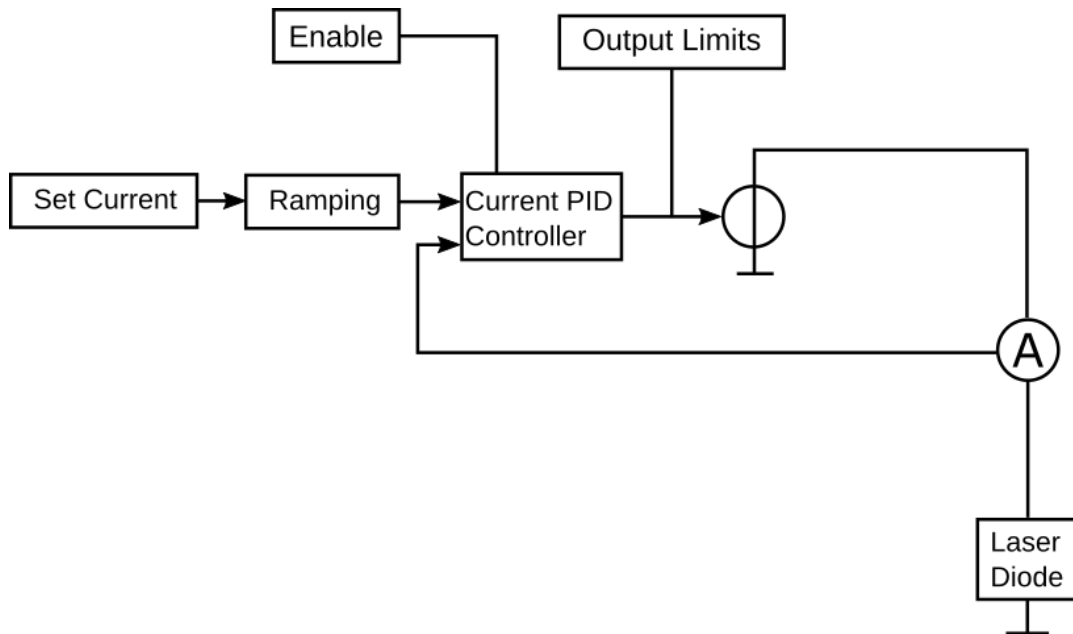 Enable
Output Limits
Set Current
Ramping
Current PID
Controller
A
Laser
Diode